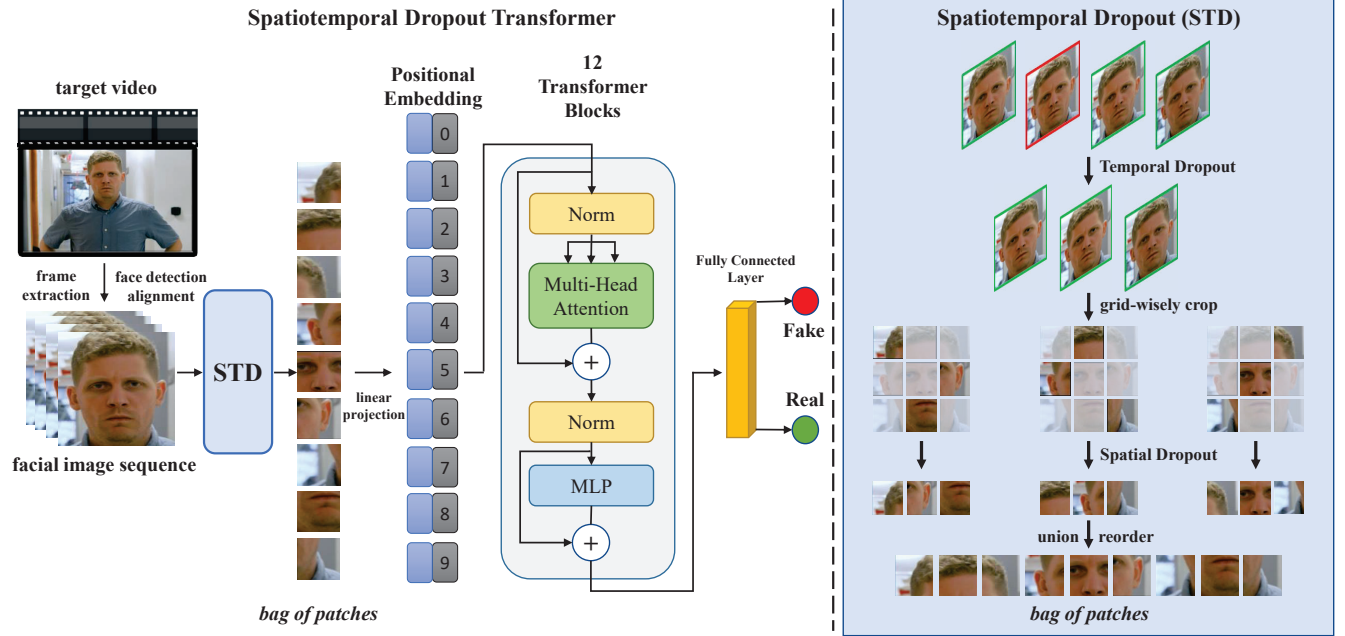 Spatiotemporal Dropout Transformer
target video
frame
extraction
face detection
alignment
facial image sequence
STD
linear
projection
bag of patches
Positional
Embedding
0
1
2
3
4
5
6
7
8
9
12
Transformer
Blocks
Norm
Multi-Head
Attention
+
Norm
MLP
+
Fully Connected
Layer
Fake
Real
Spatiotemporal Dropout (STD)
Temporal Dropout
grid-wisely crop
Spatial Dropout
union reorder
bag of patches